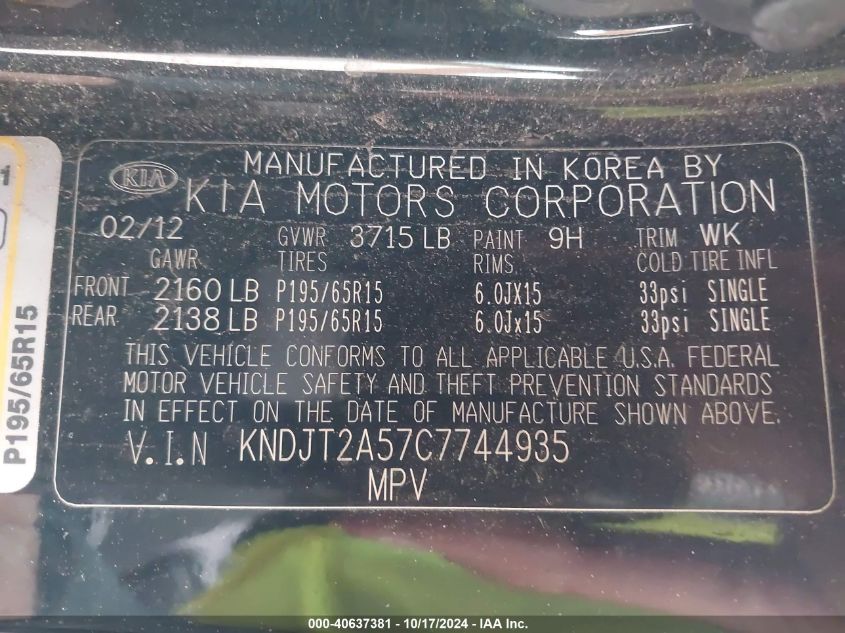 MANUFACTURED IN KOREA BY
KIA KIA MOTORS CORPORATION
02/12 GVWR 3715 LB PAINT 9H TRIM WK
GAWR TIRES RIMS COLD TIRE INFL
FRONT 2160 LB P195/65R15 6.0JX15 33psi SINGLE
REAR 2138 LB P195/65R15 6.0Jx15 33psi SINGLE
THIS VEHICLE CONFORMS TO ALL APPLICABLE U.S.A. FEDERAL
MOTOR VEHICLE SAFETY AND THEFT PREVENTION STANDARDS
IN EFFECT ON THE DATE OF MANUFACTURE SHOWN ABOVE.
V.I.N KNDJT2A57C7744935
MPV
P195/65R15
000-40637381 - 10/17/2024 - IAA Inc.